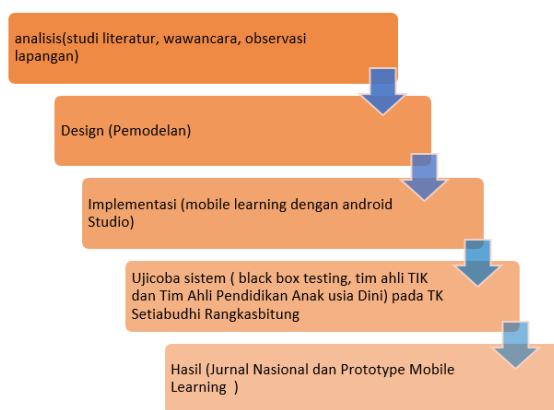 analisis(studi literatur, wawancara, observasi
lapangan)
Design (Pemodelan)
Implementasi (mobile learning dengan android
Studio)
Ujicoba sistem ( black box testing, tim ahli TIK
dan Tim Ahli Pendidikan Anak usia Dini) pada TK
Setiabudhi Rangkasbitung
Hasil (Jurnal Nasional dan Prototype Mobile
Learning  )